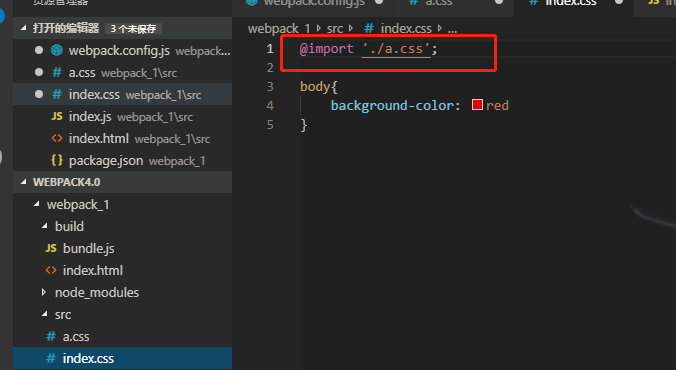 资源管理器
打开的编辑器 3 个未保存
webpack.config.js webpack...
# a.css webpack_1\src
# index.css webpack_1\src
JS index.js webpack_1\src
<> index.html webpack_1\src
{} package.json webpack_1
WEBPACK4.0
webpack_1
build
JS bundle.js
<> index.html
node_modules
src
# a.css
# index.css
webpack.config.js
# a.css
# index.css
webpack_1 › src › # index.css › ...
1 @import './a.css';
2
3 body{
4 background-color: red
5 }